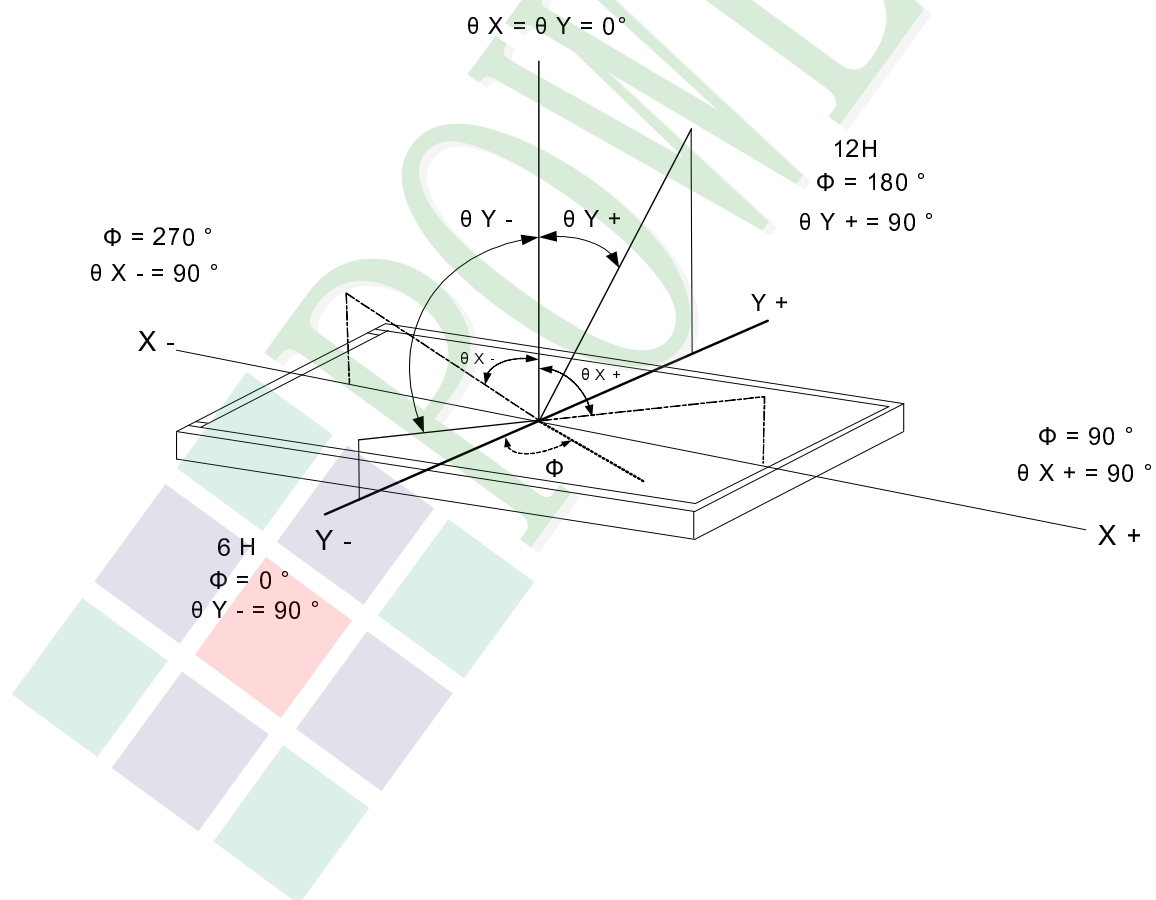 θ X = θ Y = 0°
12H
Φ = 180 °
θ Y + = 90 °
θ Y -
θ Y +
Φ = 270 °
θ X - = 90 °
Y +
X -
θ X -
θ X +
Φ
Φ = 90 °
θ X + = 90 °
X +
Y -
6 H
Φ = 0 °
θ Y - = 90 °